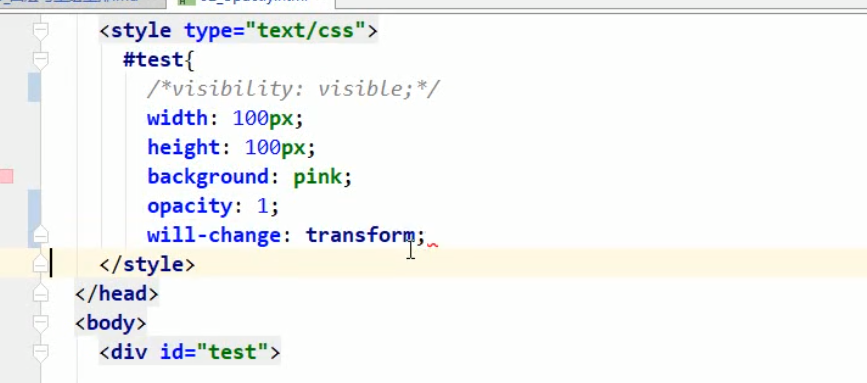 <style type="text/css">
#test{
/*visibility: visible;*/
width: 100px;
height: 100px;
background: pink;
opacity: 1;
will-change: transform;
</style>
</head>
<body>
<div id="test">